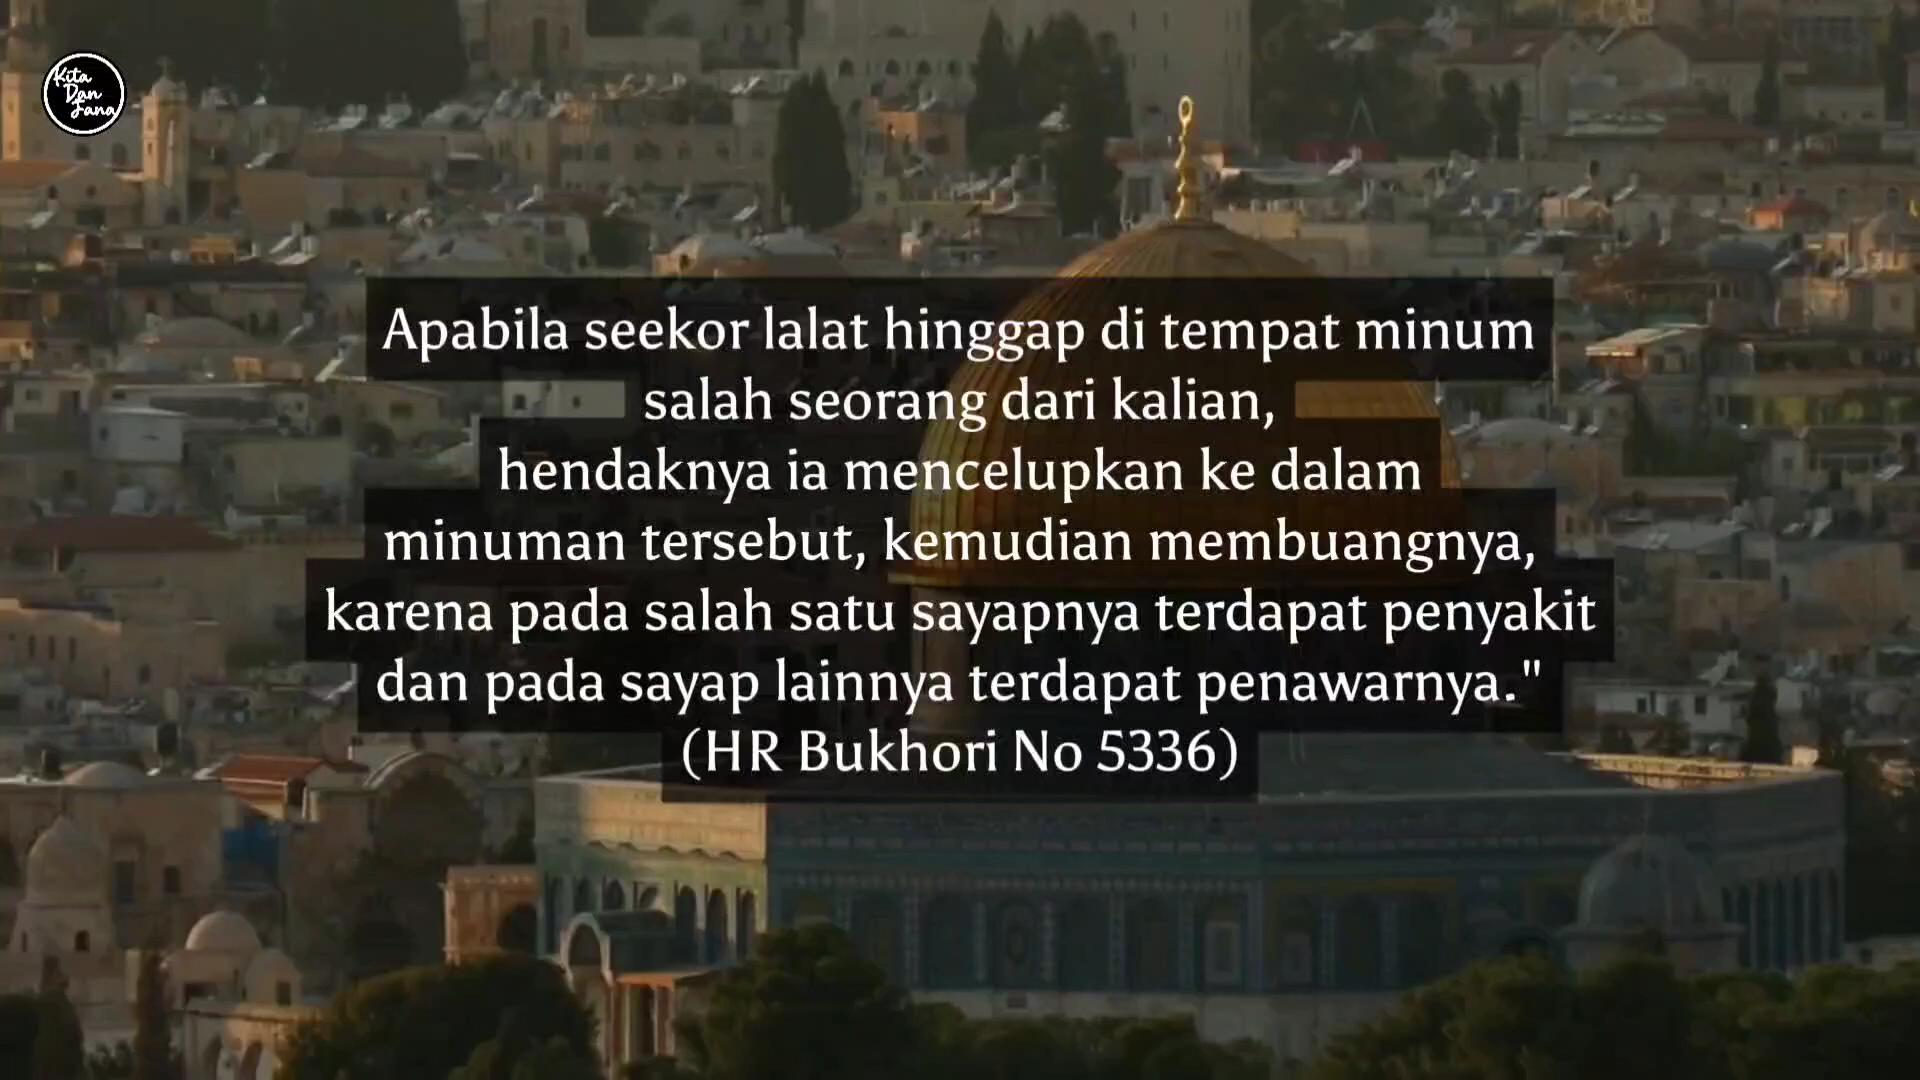 Kita
Dan
Fana
Apabila seekor lalat hinggap di tempat minum
salah seorang dari kalian,
hendaknya ia mencelupkan ke dalam
minuman tersebut, kemudian membuangnya,
karena pada salah satu sayapnya terdapat penyakit
dan pada sayap lainnya terdapat penawarnya."
(HR Bukhori No 5336)